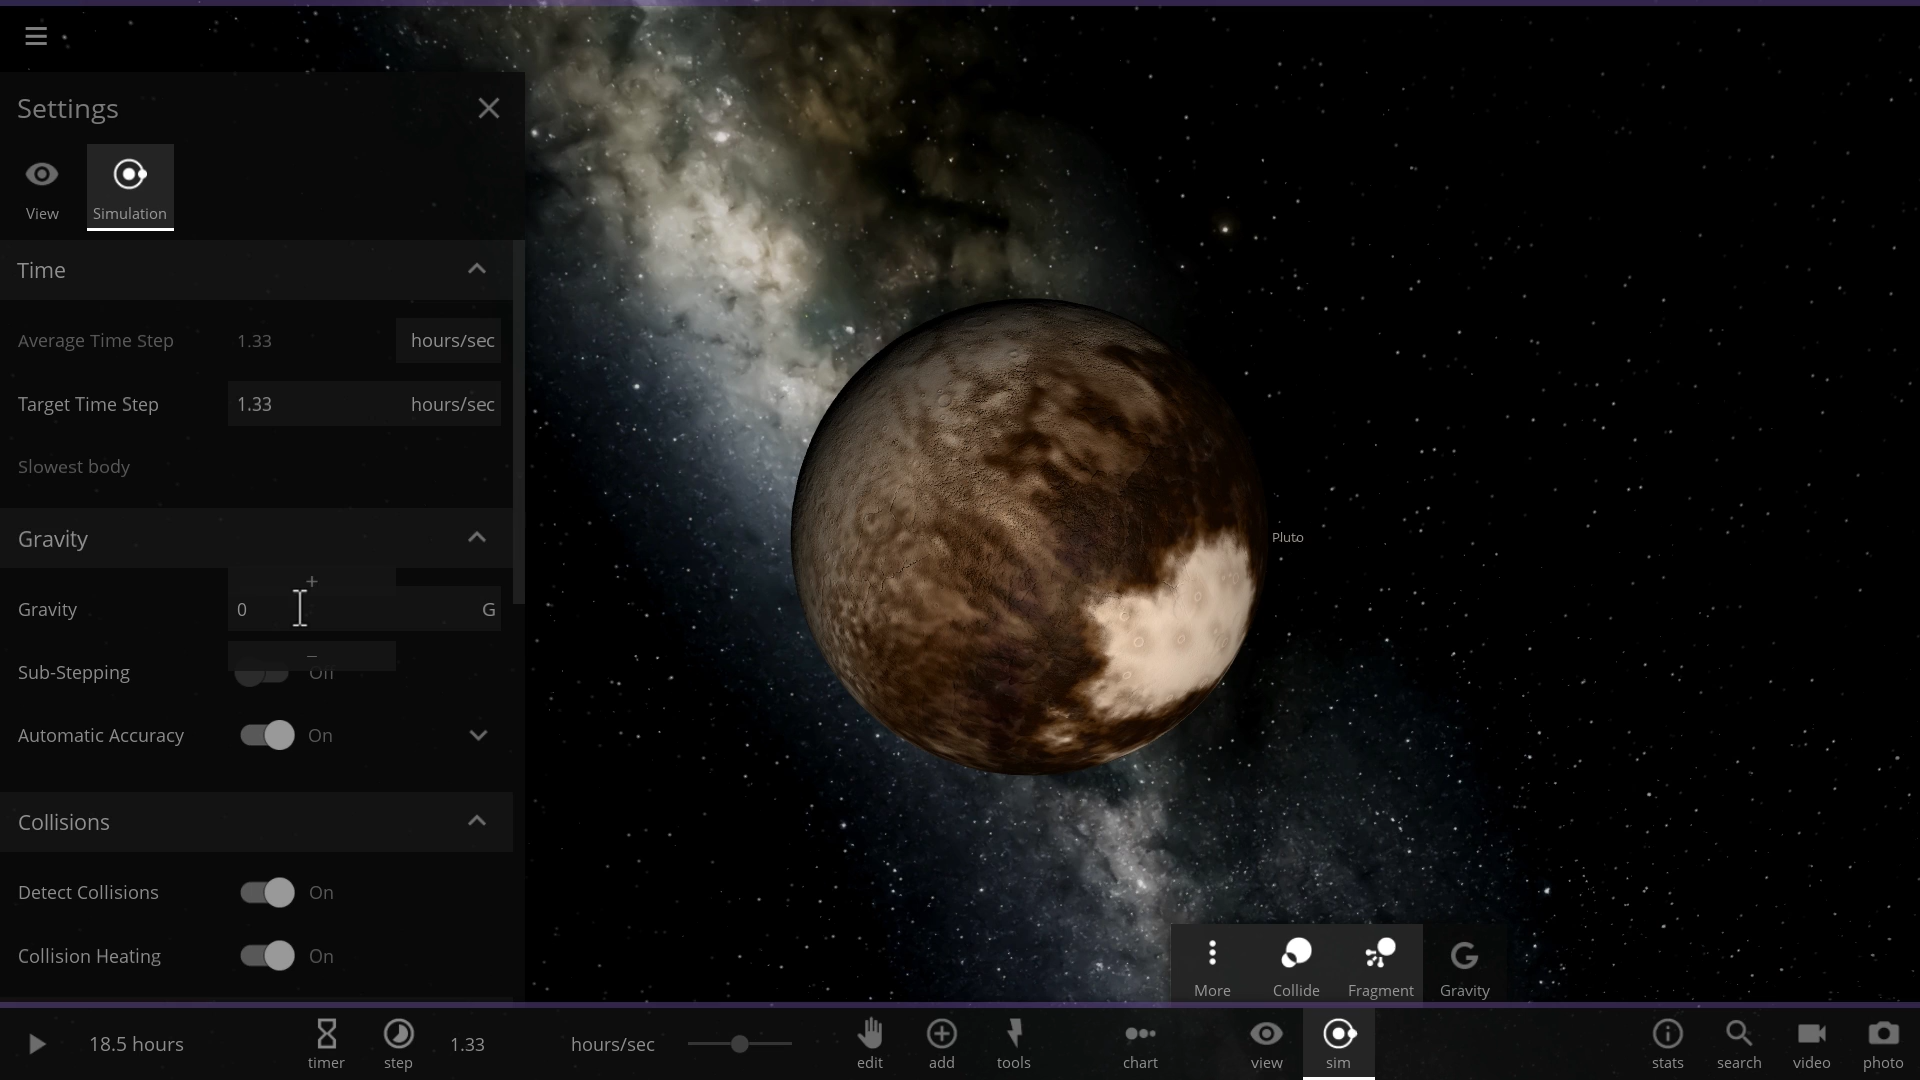 Settings
View
Simulation
Time
Average Time Step 1.33 hours/sec
Target Time Step 1.33 hours/sec
Slowest body
Gravity
+
Gravity 0 G
–
Sub-Stepping Off
Automatic Accuracy On
Collisions
Detect Collisions On
Collision Heating On
Pluto
More Collide Fragment Gravity
18.5 hours
timer
step
1.33 hours/sec
edit
add
tools
chart
view
sim
stats
search
video
photo